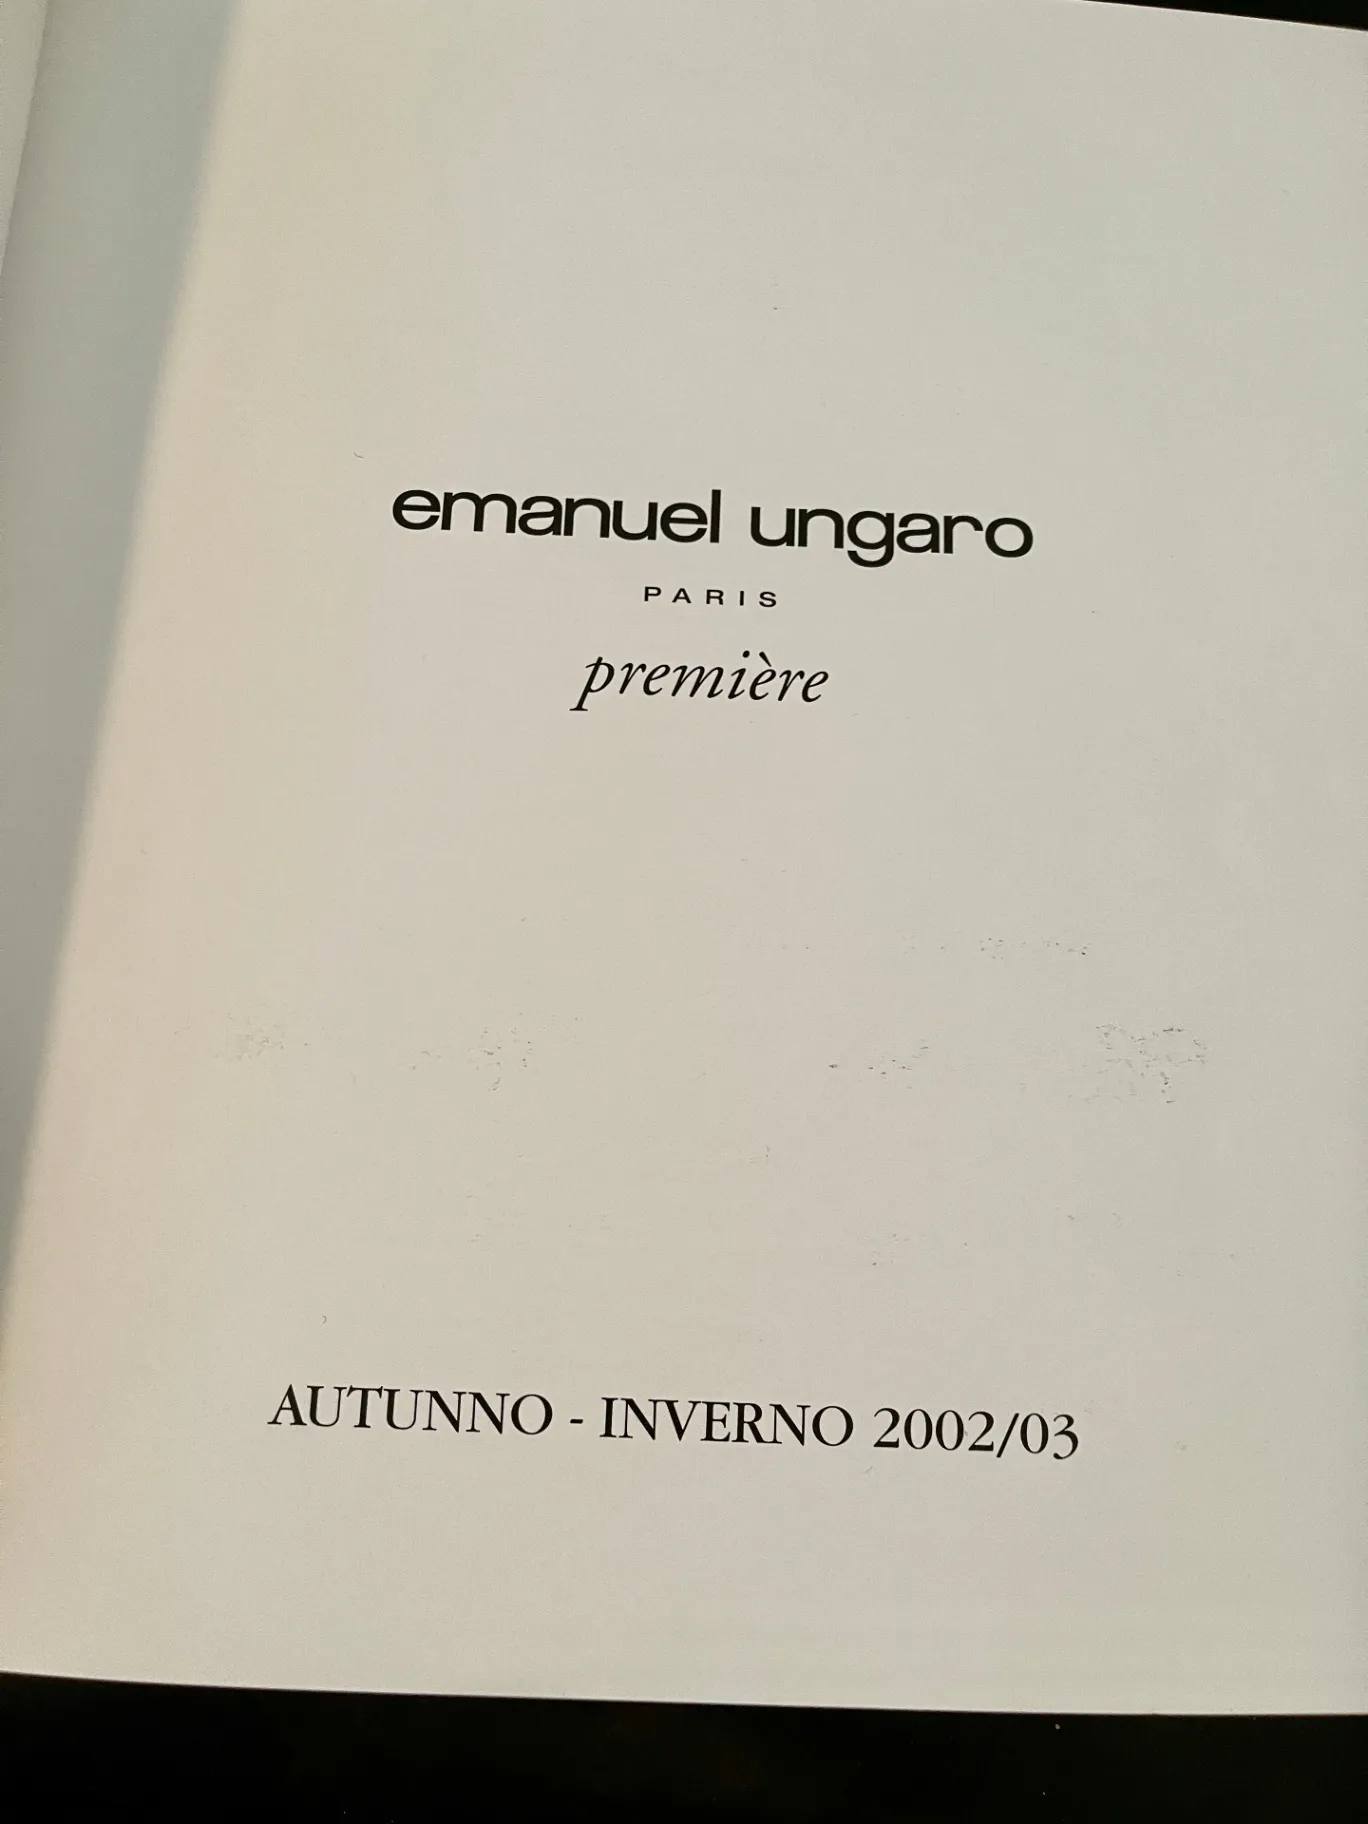 emanuel ungaro
PARIS
première
AUTUNNO - INVERNO 2002/03